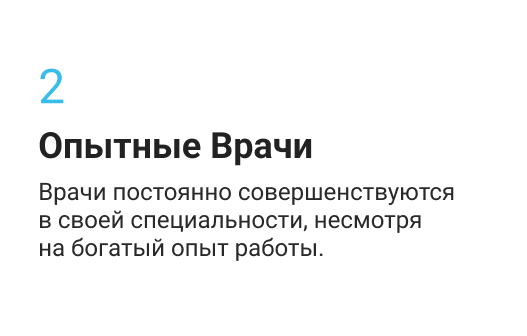 2
Опытные Врачи
Врачи постоянно совершенствуются
в своей специальности, несмотря
на богатый опыт работы.